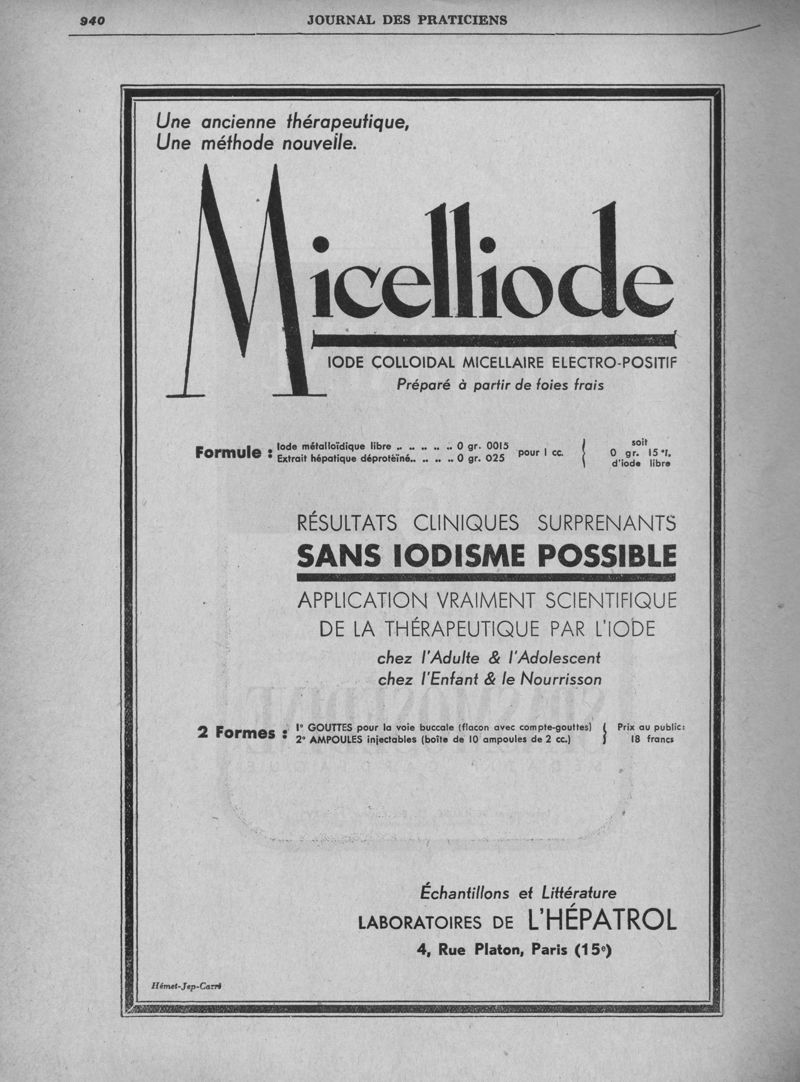 940
JOURNAL DES PRATICIENS
Une ancienne thérapeutique,
Une méthode nouvelle.
Micelliode
IODE COLLOIDAL MICELLAIRE ELECTRO-POSITIF
Préparé à partir de foies frais
Formule : Iode métalloïdique libre .. .. .. .. .. 0 gr. 0015
Extrait hépatique déprotéiné.. .. .. .. 0 gr. 025
pour 1 cc.
soit
0 gr. 15 %
d'iode libre
RÉSULTATS CLINIQUES SURPRENANTS
SANS IODISME POSSIBLE
APPLICATION VRAIMENT SCIENTIFIQUE
DE LA THÉRAPEUTIQUE PAR L'IODE
chez l'Adulte & l'Adolescent
chez l'Enfant & le Nourrisson
2 Formes : 1° GOUTTES pour la voie buccale (flacon avec compte-gouttes)
2° AMPOULES injectables (boîte de 10 ampoules de 2 cc.)
Prix au public:
18 francs
Échantillons et Littérature
LABORATOIRES DE L'HÉPATROL
4, Rue Platon, Paris (15e)
Hémet-Jep-Carré